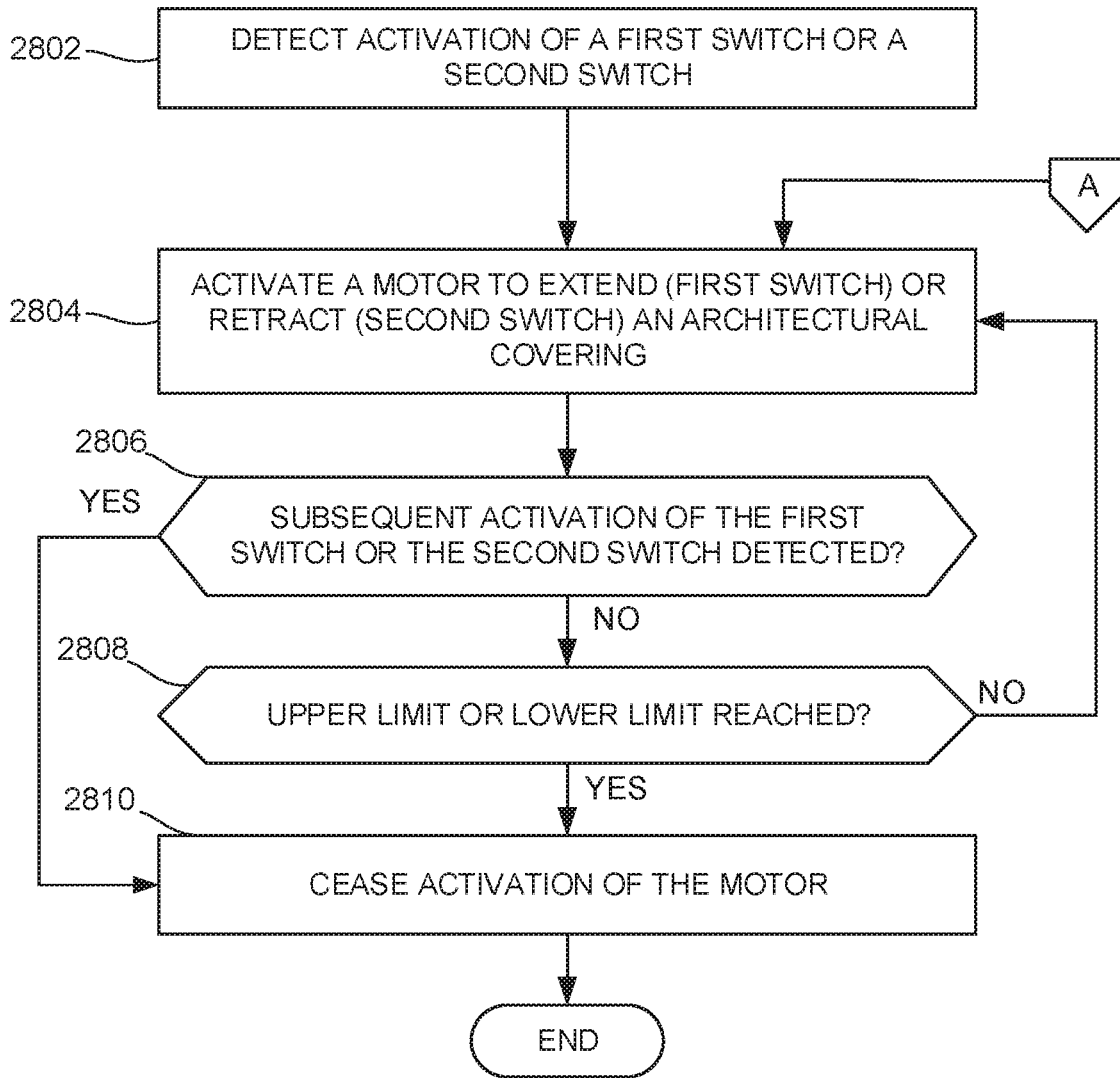 2802
DETECT ACTIVATION OF A FIRST SWITCH OR A
SECOND SWITCH
A
2804
ACTIVATE A MOTOR TO EXTEND (FIRST SWITCH) OR
RETRACT (SECOND SWITCH) AN ARCHITECTURAL
COVERING
2806
YES
SUBSEQUENT ACTIVATION OF THE FIRST
SWITCH OR THE SECOND SWITCH DETECTED?
NO
2808
UPPER LIMIT OR LOWER LIMIT REACHED?
NO
YES
2810
CEASE ACTIVATION OF THE MOTOR
END